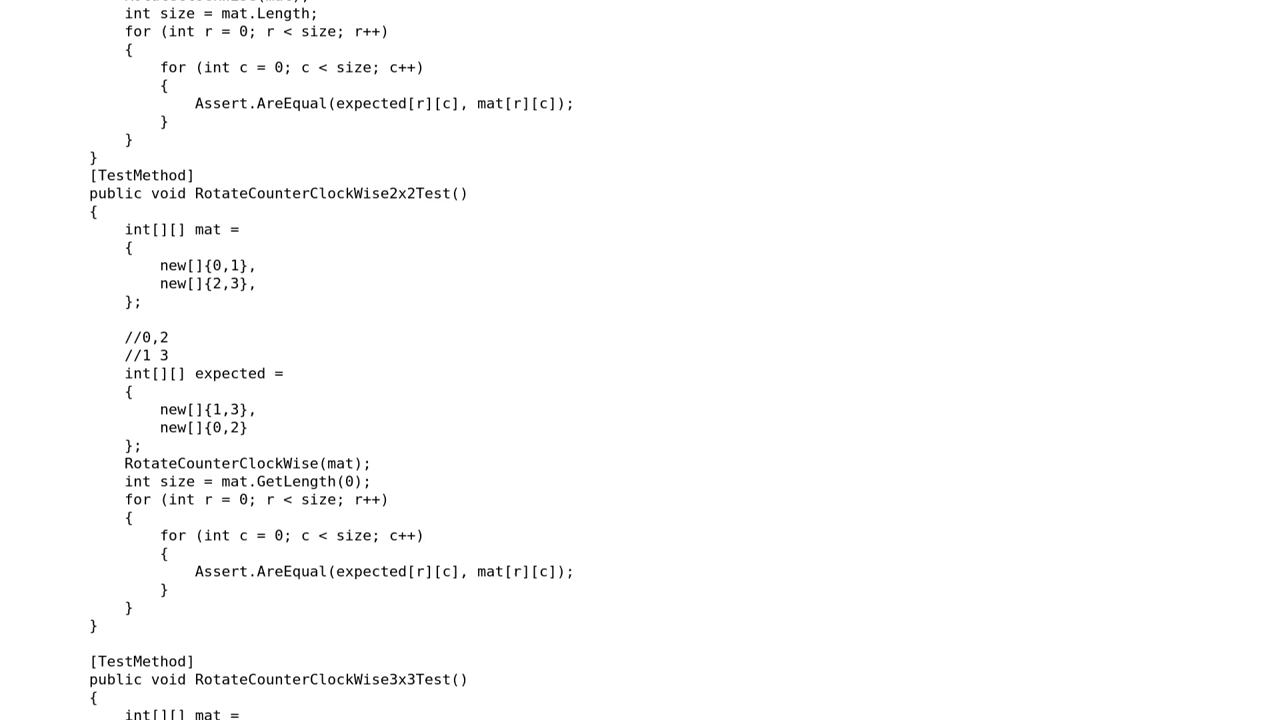 int size = mat.Length;
for (int r = 0; r < size; r++)
{
for (int c = 0; c < size; c++)
{
Assert.AreEqual(expected[r][c], mat[r][c]);
}
}
}
[TestMethod]
public void RotateCounterClockWise2x2Test()
{
int[][] mat =
{
new[]{0,1},
new[]{2,3},
};
//0,2
//1 3
int[][] expected =
{
new[]{1,3},
new[]{0,2}
};
RotateCounterClockWise(mat);
int size = mat.GetLength(0);
for (int r = 0; r < size; r++)
{
for (int c = 0; c < size; c++)
{
Assert.AreEqual(expected[r][c], mat[r][c]);
}
}
}
[TestMethod]
public void RotateCounterClockWise3x3Test()
{
int[][] mat =